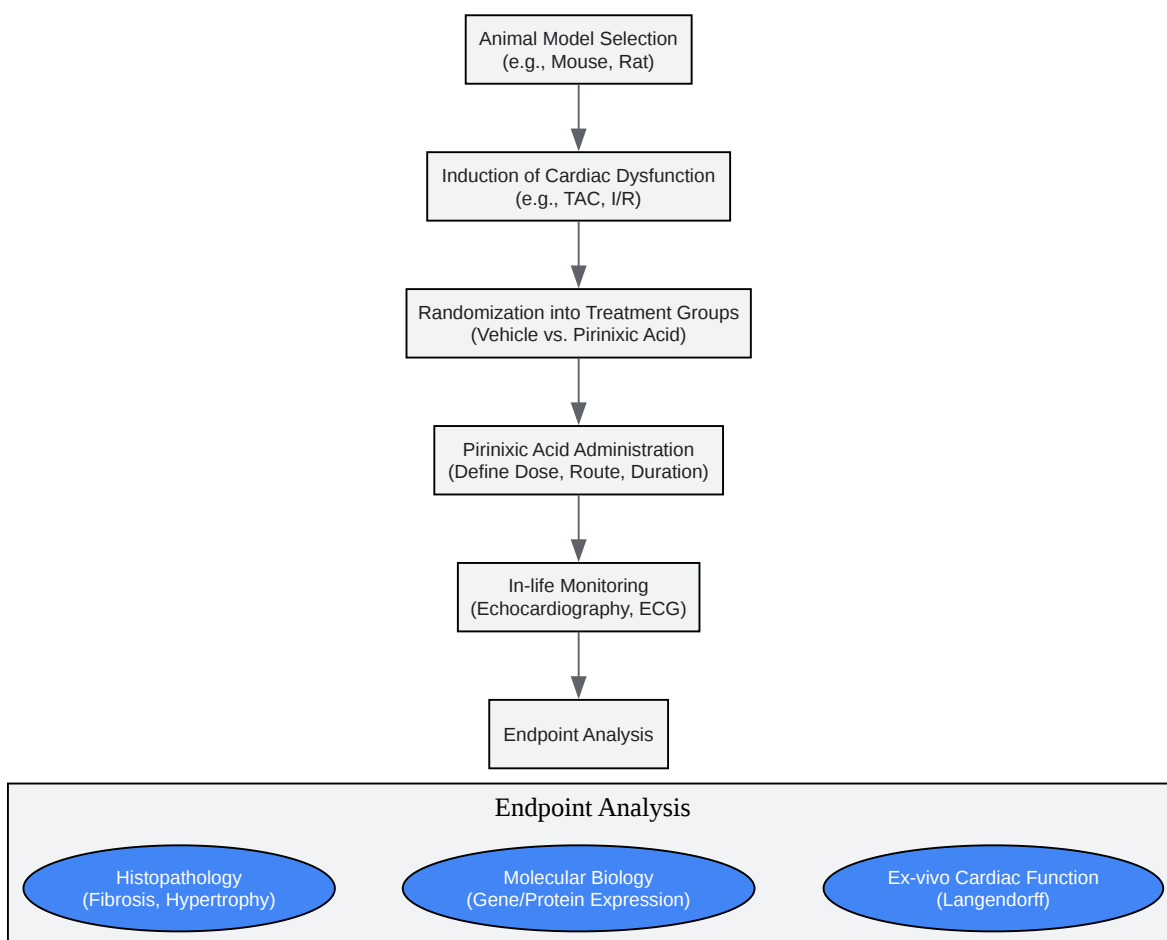 Animal Model Selection
(e.g., Mouse, Rat)
Induction of Cardiac Dysfunction
(e.g., TAC, I/R)
Randomization into Treatment Groups
(Vehicle vs. Pirinixic Acid)
Pirinixic Acid Administration
(Define Dose, Route, Duration)
In-life Monitoring
(Echocardiography, ECG)
Endpoint Analysis
Endpoint Analysis
Histopathology
(Fibrosis, Hypertrophy)
Molecular Biology
(Gene/Protein Expression)
Ex-vivo Cardiac Function
(Langendorff)